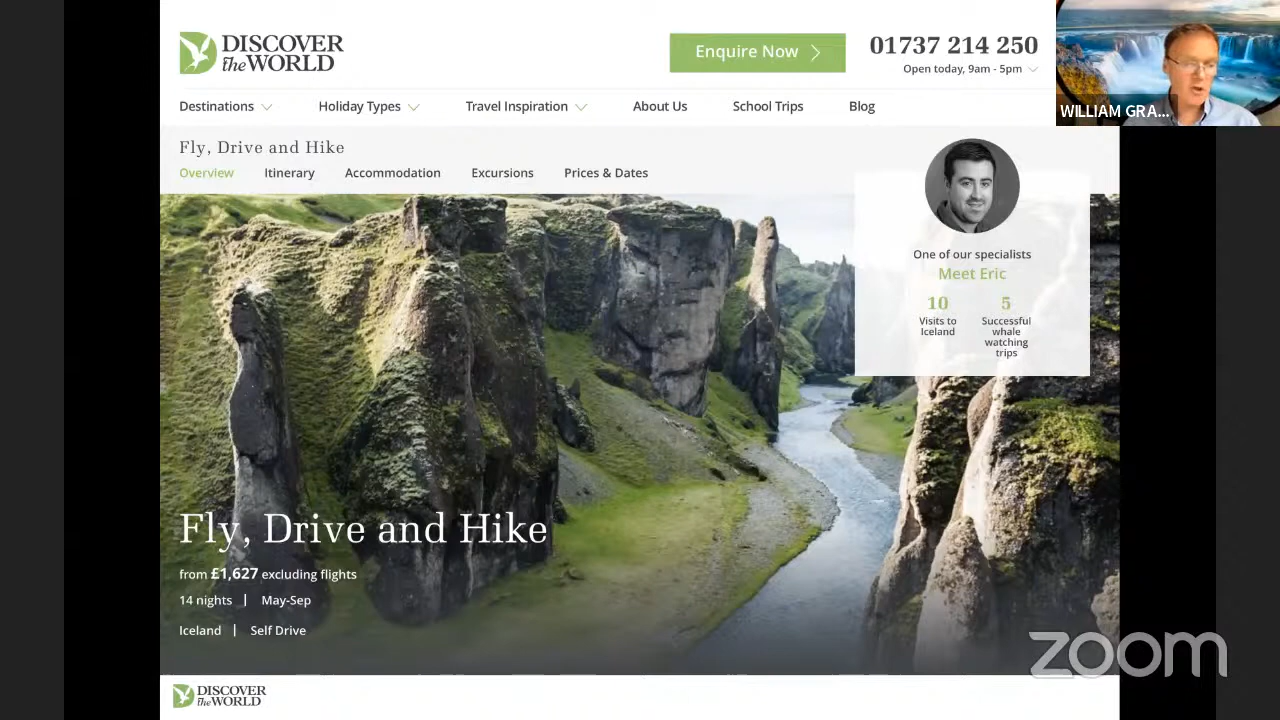 DISCOVER
the WORLD
Enquire Now
01737 214 250
Open today, 9am - 5pm
WILLIAM GRA...
Destinations
Holiday Types
Travel Inspiration
About Us
School Trips
Blog
Fly, Drive and Hike
Overview
Itinerary
Accommodation
Excursions
Prices & Dates
One of our specialists
Meet Eric
10
Visits to
Iceland
5
Successful
whale
watching
trips
Fly, Drive and Hike
from £1,627 excluding flights
14 nights | May-Sep
Iceland | Self Drive
zoom
DISCOVER
the WORLD